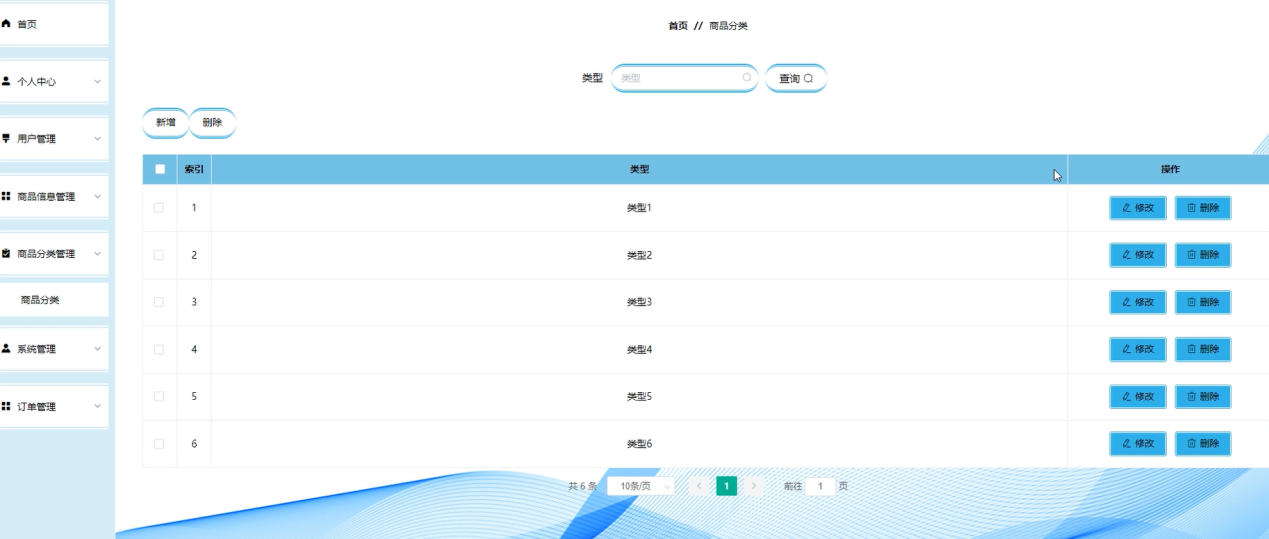 首页
个人中心
用户管理
商品信息管理
商品分类管理
商品分类
系统管理
订单管理
首页 // 商品分类
类型 类型 查询
新增 删除
索引 类型 操作
1 类型1 修改 删除
2 类型2 修改 删除
3 类型3 修改 删除
4 类型4 修改 删除
5 类型5 修改 删除
6 类型6 修改 删除
共 6 条 10条/页 1 前往 1 页